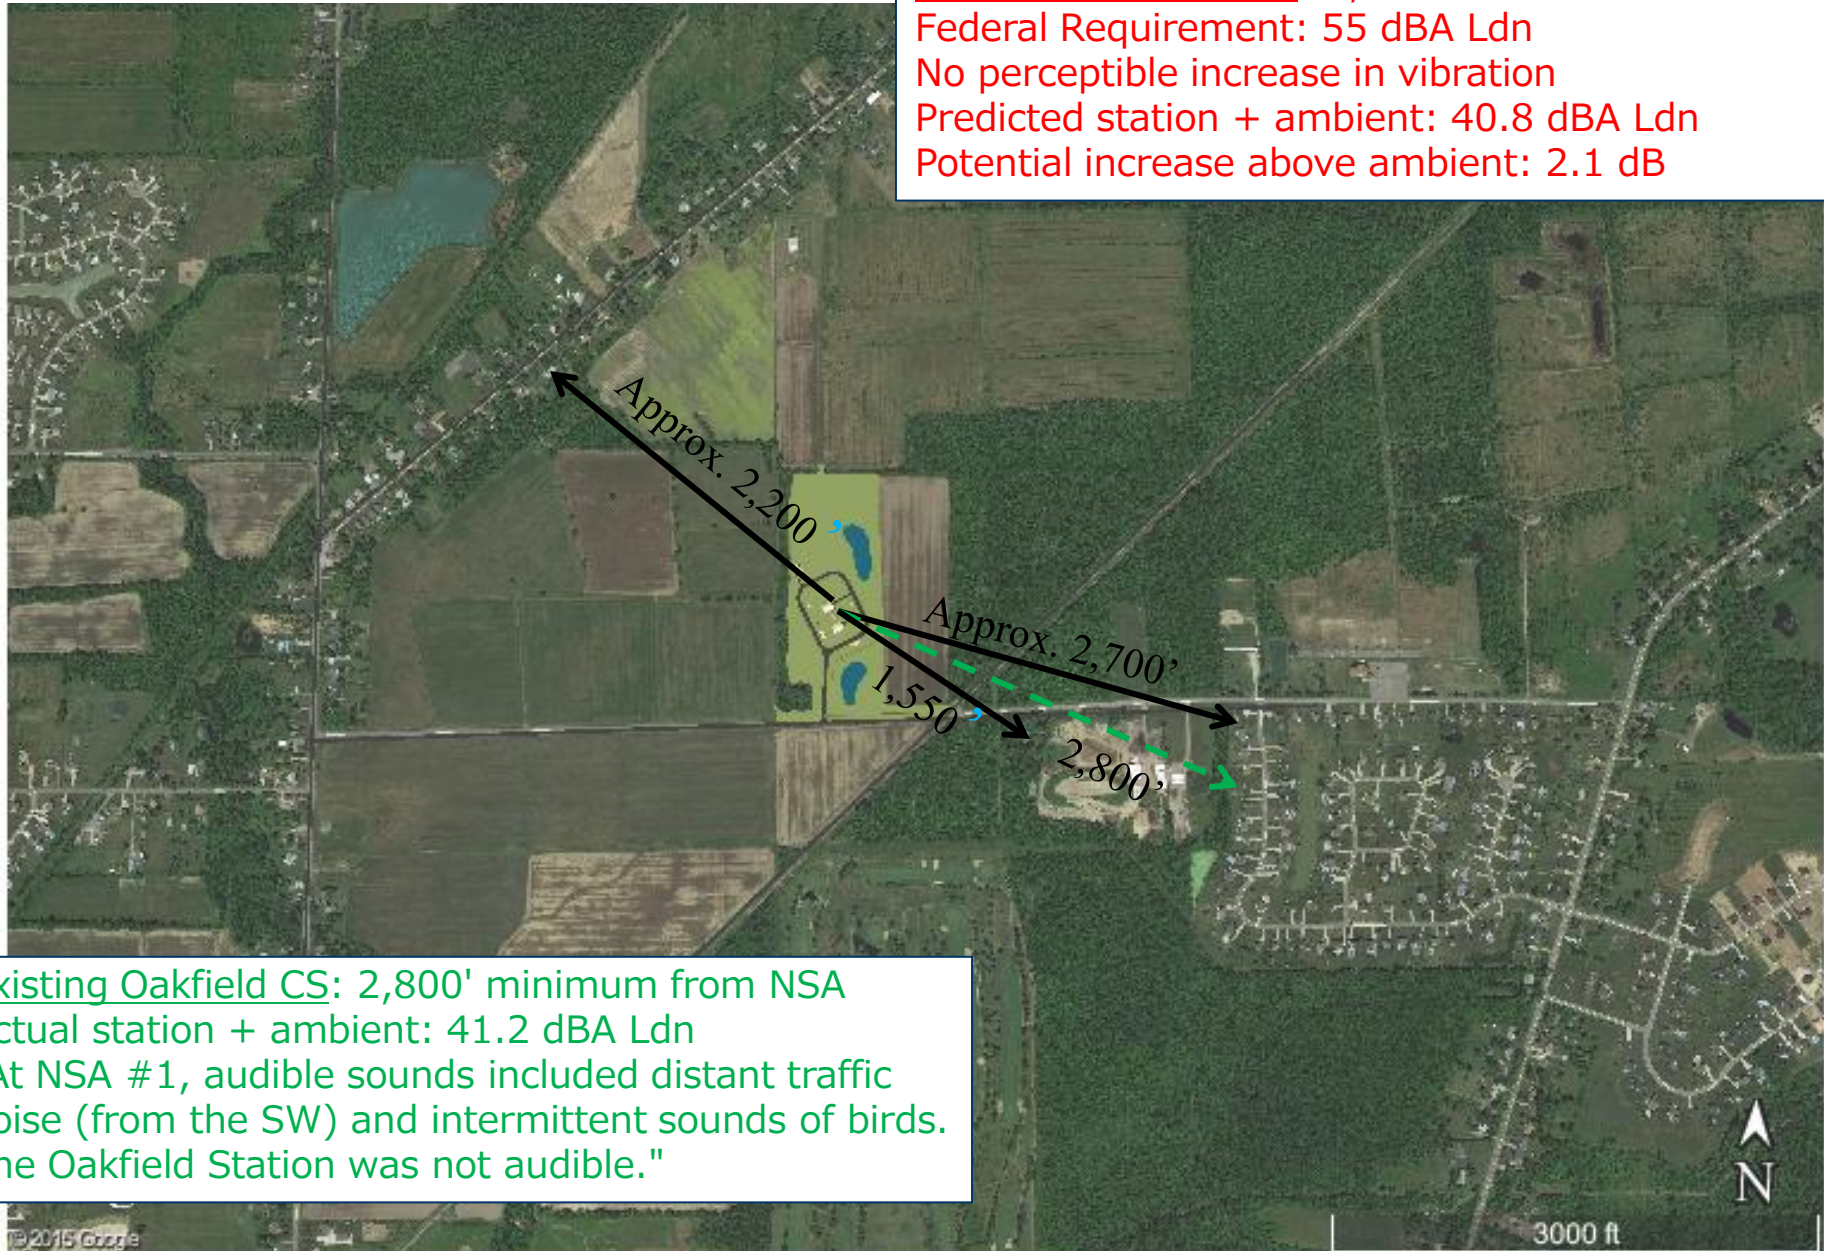 Federal Requirement: 55 dBA Ldn
No perceptible increase in vibration
Predicted station + ambient: 40.8 dBA Ldn
Potential increase above ambient: 2.1 dB
Approx. 2,200 ’
Approx. 2,700’
1,550 ’
2,800’
xisting Oakfield CS: 2,800' minimum from NSA
ctual station + ambient: 41.2 dBA Ldn
At NSA #1, audible sounds included distant traffic
oise (from the SW) and intermittent sounds of birds.
he Oakfield Station was not audible."
N
3000 ft
©2015 Google